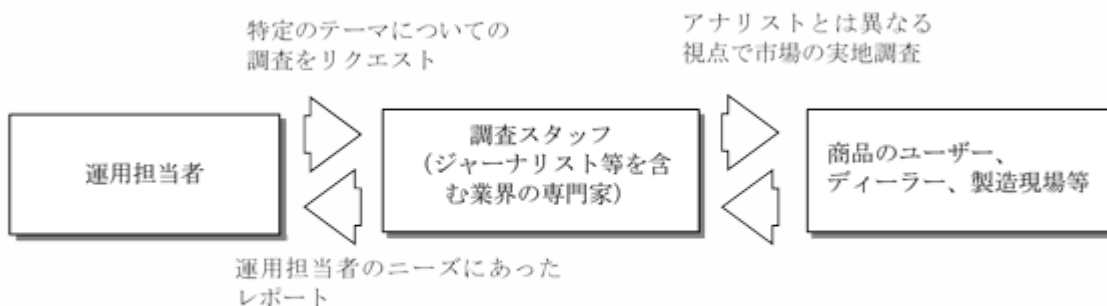 特定のテーマについての
調査をリクエスト
アナリストとは異なる
視点で市場の実地調査
運用担当者
調査スタッフ
（ジャーナリスト等を含
む業界の専門家）
商品のユーザー、
ディーラー、製造現場等
運用担当者のニーズにあった
レポート